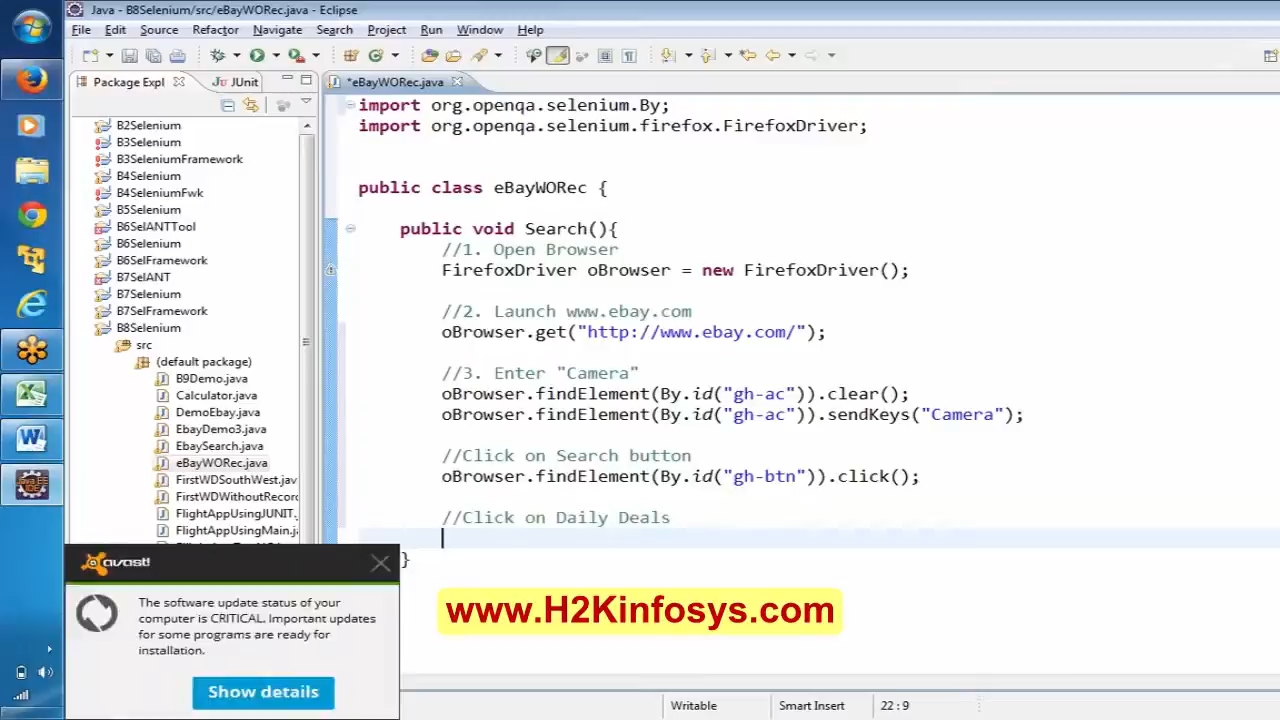 Java - B8Selenium/src/eBayWORec.java - Eclipse
File Edit Source Refactor Navigate Search Project Run Window Help
Package Expl
JUnit
*eBayWORec.java
B2Selenium
B3Selenium
B3SeleniumFramework
B4Selenium
B4SeleniumFwk
B5Selenium
B6SelANTTool
B6Selenium
B6SelFramework
B7SelANT
B7Selenium
B7SelFramework
B8Selenium
src
(default package)
B9Demo.java
Calculator.java
DemoEbay.java
EbayDemo3.java
EbaySearch.java
eBayWORec.java
FirstWDSouthWest.jav
FirstWDWithoutRecor
FlightAppUsingJUNIT.
FlightAppUsingMain.j
import org.openqa.selenium.By;
import org.openqa.selenium.firefox.FirefoxDriver;
public class eBayWORec {
public void Search(){
//1. Open Browser
FirefoxDriver oBrowser = new FirefoxDriver();
//2. Launch www.ebay.com
oBrowser.get("http://www.ebay.com/");
//3. Enter "Camera"
oBrowser.findElement(By.id("gh-ac")).clear();
oBrowser.findElement(By.id("gh-ac")).sendKeys("Camera");
//Click on Search button
oBrowser.findElement(By.id("gh-btn")).click();
//Click on Daily Deals
}
avast!
The software update status of your
computer is CRITICAL. Important updates
for some programs are ready for
installation.
Show details
www.H2Kinfosys.com
Writable
Smart Insert
22 : 9